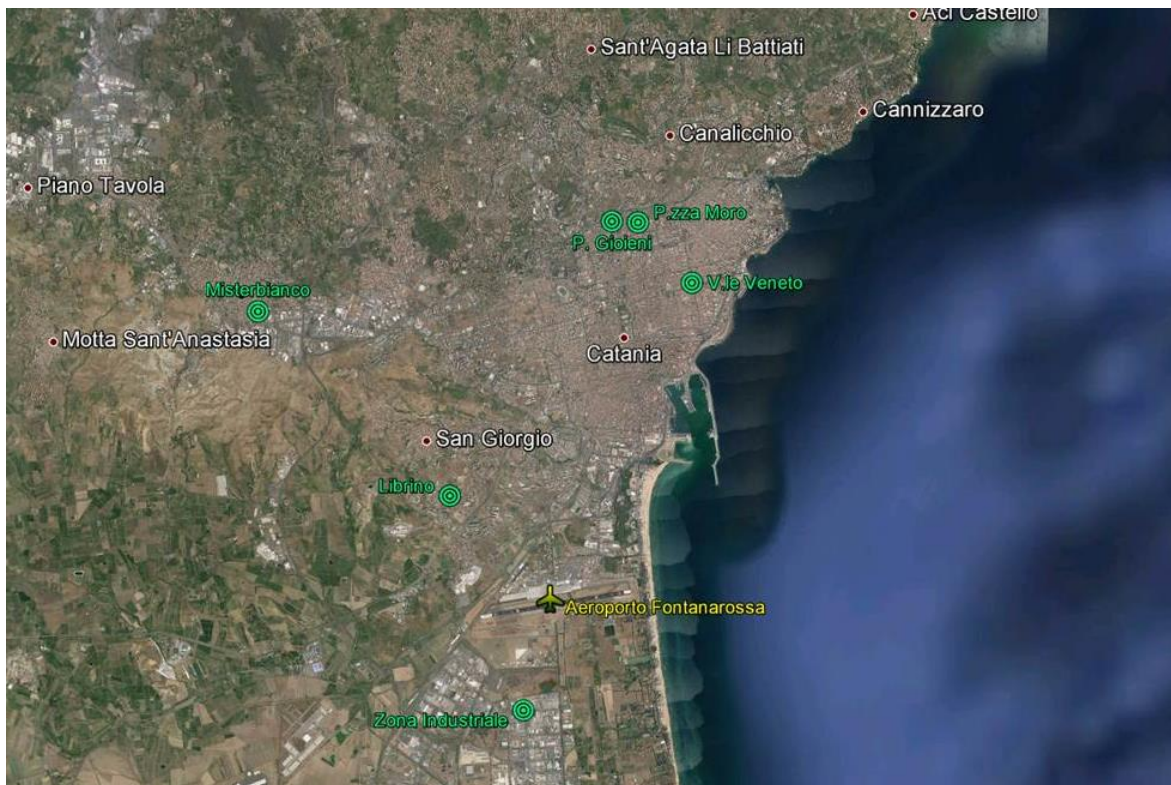 Aci Castello
Sant'Agata Li Battiati
Cannizzaro
Canalicchio
Piano Tavola
P.zza Moro
P. Gioieni
V.le Veneto
Misterbianco
Motta Sant'Anastasia
Catania
San Giorgio
Librino
Aeroporto Fontanarossa
Zona Industriale